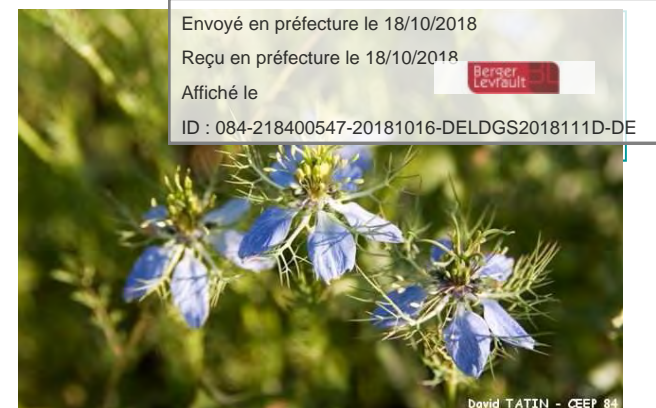 Envoyé en préfecture le 18/10/2018
Reçu en préfecture le 18/10/2018
Affiché le
Berger
Levrault
ID : 084-218400547-20181016-DELDGS2018111D-DE
David TATIN - CEEP 84